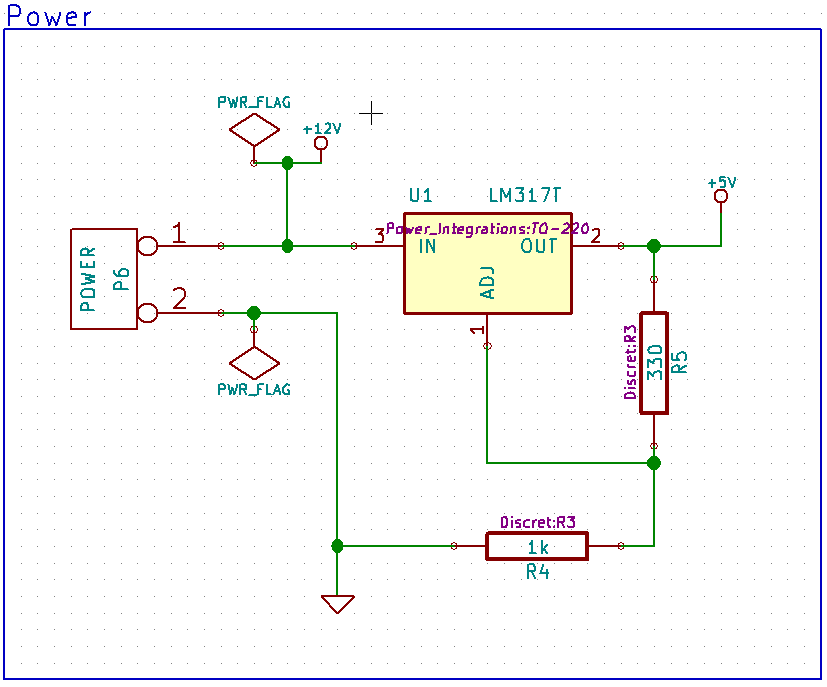 Power
PWR_FLAG
+12V
U1 LM317T
+5V
Power_Integrations:TO-220
1
3
IN
OUT
2
POWER
P6
2
ADJ
1
Discret:R3
330
R5
PWR_FLAG
Discret:R3
1k
R4